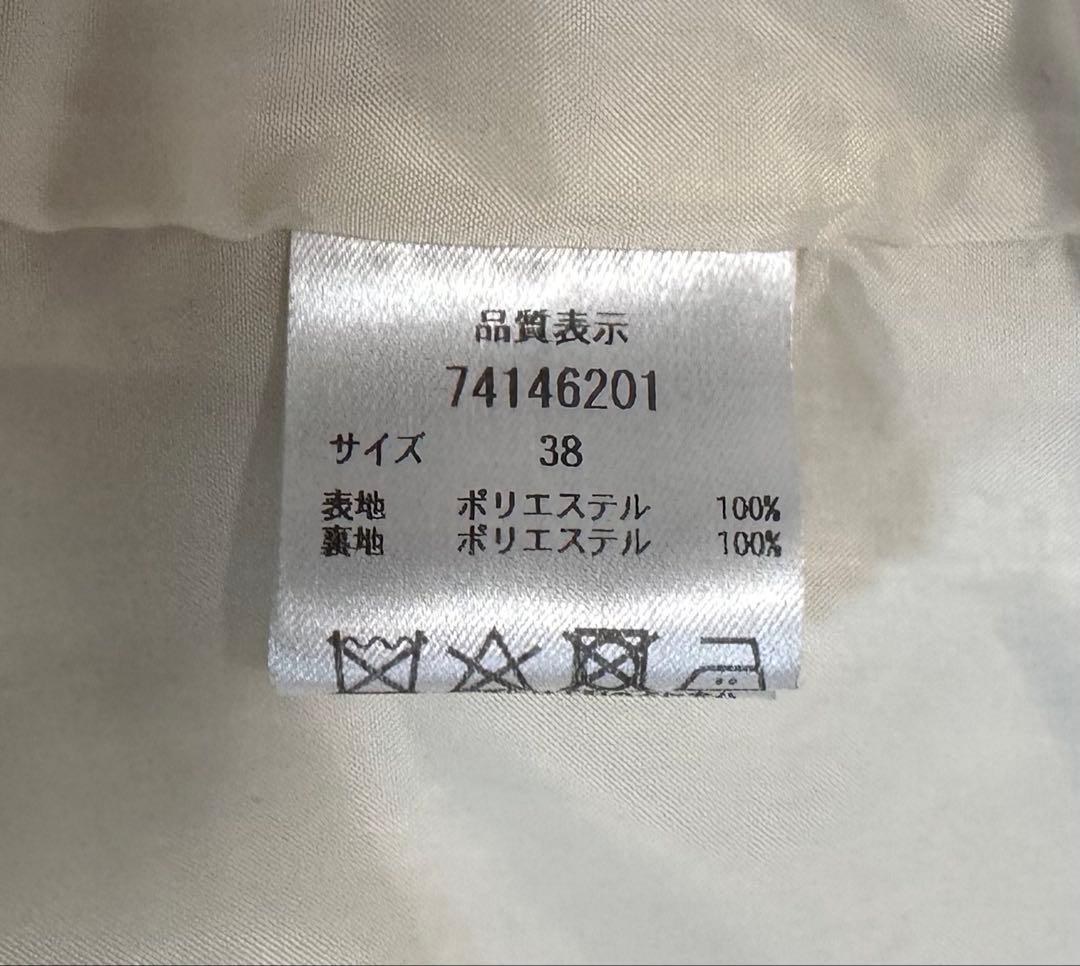 品質表示
74146201
サイズ 38
表地 ポリエステル 100%
裏地 ポリエステル 100%